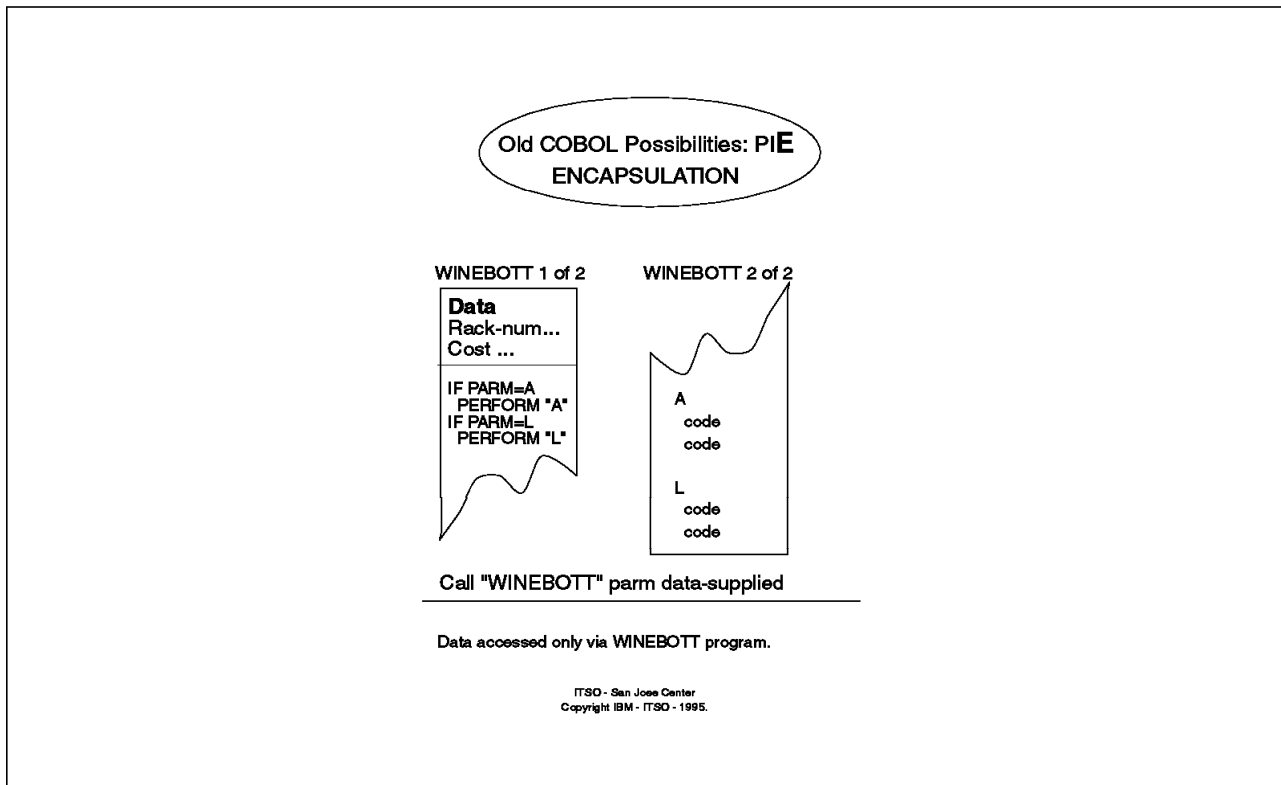 Old COBOL Possibilities: PIE
ENCAPSULATION
WINEBOTT 1 of 2
Data
Rack-num...
Cost ...
IF PARM=A
PERFORM "A"
IF PARM=L
PERFORM "L"
WINEBOTT 2 of 2
A
code
code
L
code
code
Call "WINEBOTT" parm data-supplied
Data accessed only via WINEBOTT program.
ITSO - San Jose Center
Copyright IBM - ITSO - 1995.